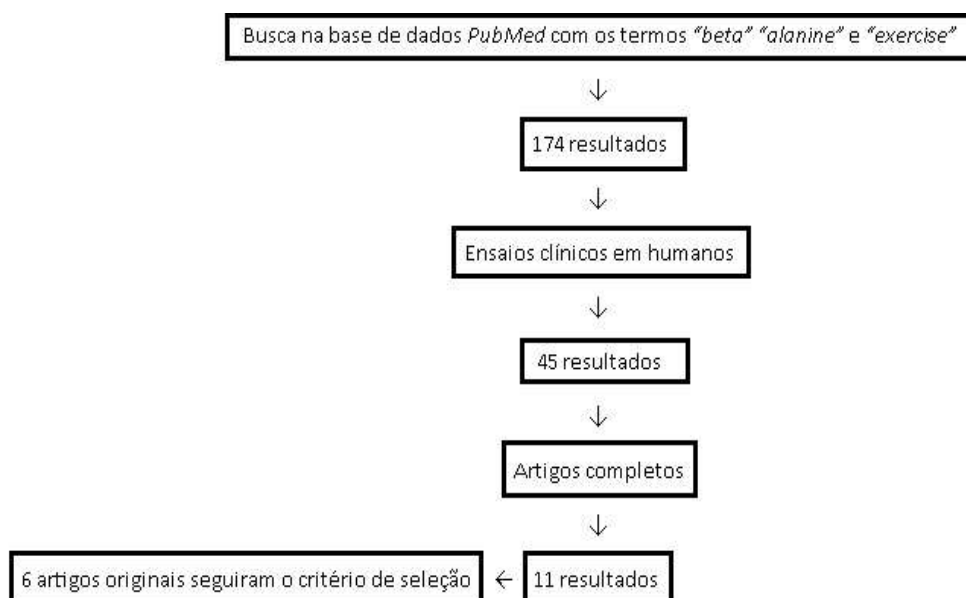 Busca na base de dados PubMed com os termos “beta” “alanine” e “exercise”
↓
174 resultados
↓
Ensaios clínicos em humanos
↓
45 resultados
↓
Artigos completos
↓
6 artigos originais seguiram o critério de seleção ← 11 resultados